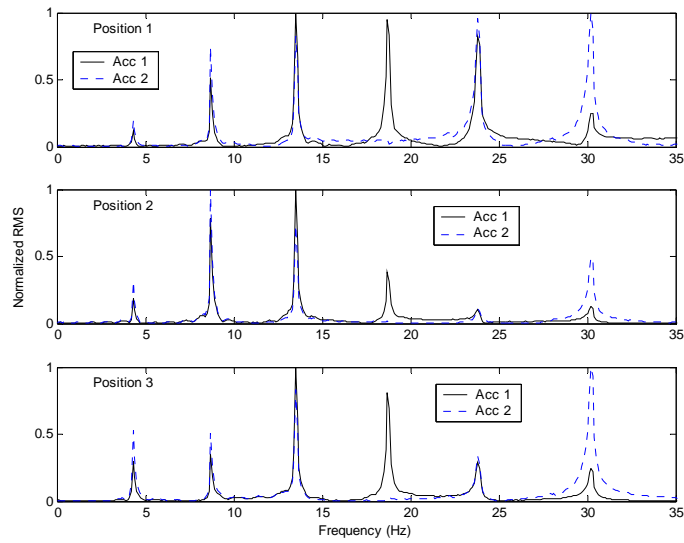 Position 1
Acc 1
Acc 2
1
0.5
0
0 5 10 15 20 25 30 35
Position 2
Acc 1
Acc 2
Normalized RMS
1
0.5
0
0 5 10 15 20 25 30 35
Position 3
Acc 1
Acc 2
1
0.5
0
0 5 10 15 20 25 30 35
Frequency (Hz)